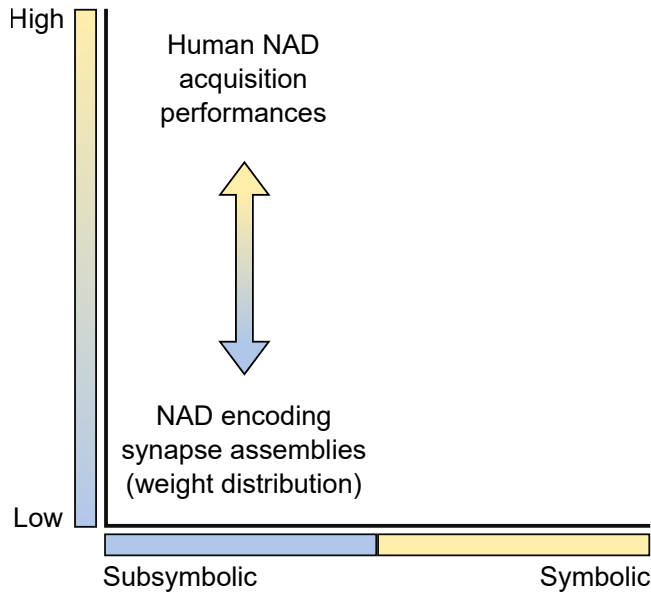 High
Human NAD
acquisition
performances
NAD encoding
synapse assemblies
(weight distribution)
Low
Subsymbolic
Symbolic